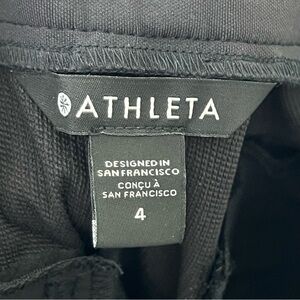 ATHLETA
DESIGNED IN
SAN FRANCISCO
CONÇU À
SAN FRANCISCO
4